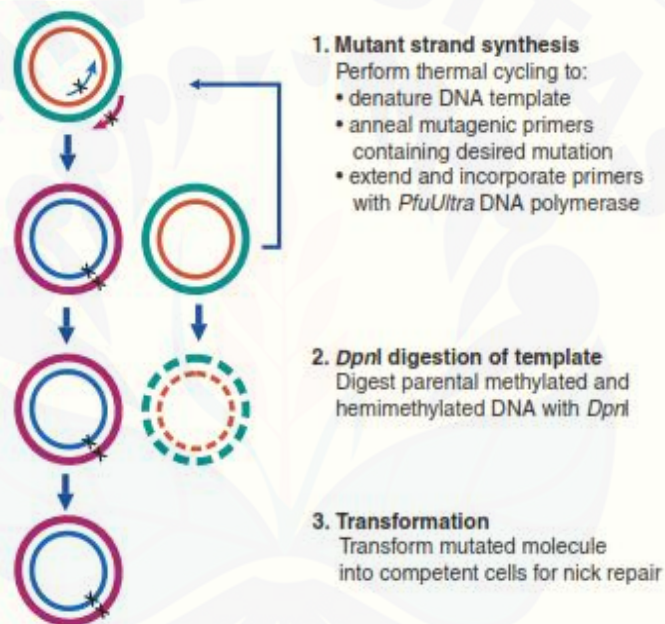 1. Mutant strand synthesis
Perform thermal cycling to:
• denature DNA template
• anneal mutagenic primers
containing desired mutation
• extend and incorporate primers
with PfuUltra DNA polymerase
2. DpnI digestion of template
Digest parental methylated and
hemimethylated DNA with DpnI
3. Transformation
Transform mutated molecule
into competent cells for nick repair